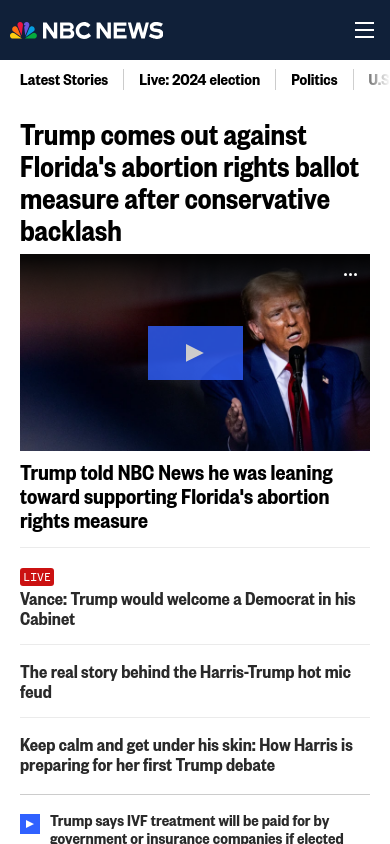 NBC NEWS
Latest Stories
Live: 2024 election
Politics
U.S
Trump comes out against
Florida's abortion rights ballot
measure after conservative
backlash
Trump told NBC News he was leaning
toward supporting Florida's abortion
rights measure
LIVE
Vance: Trump would welcome a Democrat in his
Cabinet
The real story behind the Harris-Trump hot mic
feud
Keep calm and get under his skin: How Harris is
preparing for her first Trump debate
Trump says IVF treatment will be paid for by
government or insurance companies if elected